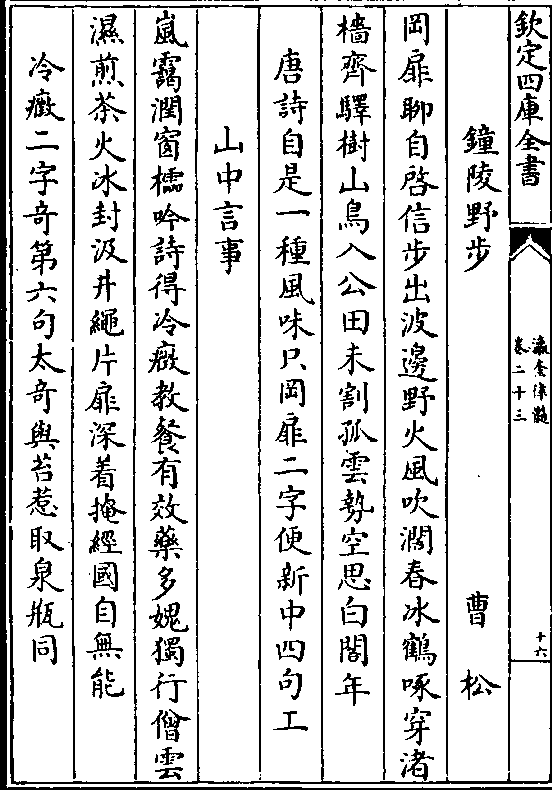 欽定四庫全書
瀛奎律髓
卷二十三
十六
鐘陵野步 曹松
岡扉聊自啓信步出波邊野火風吹濶春冰鶴啄穿渚
檣齊驛樹山鳥入公田未割孤雲勢空思白閣年
唐詩自是一種風味只岡扉二字便新中四句工
山中言事
嵐靄潤窗櫺吟詩得冷癥教餐有效藥多媿獨行僧雲
濕煎茶火冰封汲井繩片扉深着掩經國自無能
冷癥二字奇第六句太奇與苔惹取泉瓶同